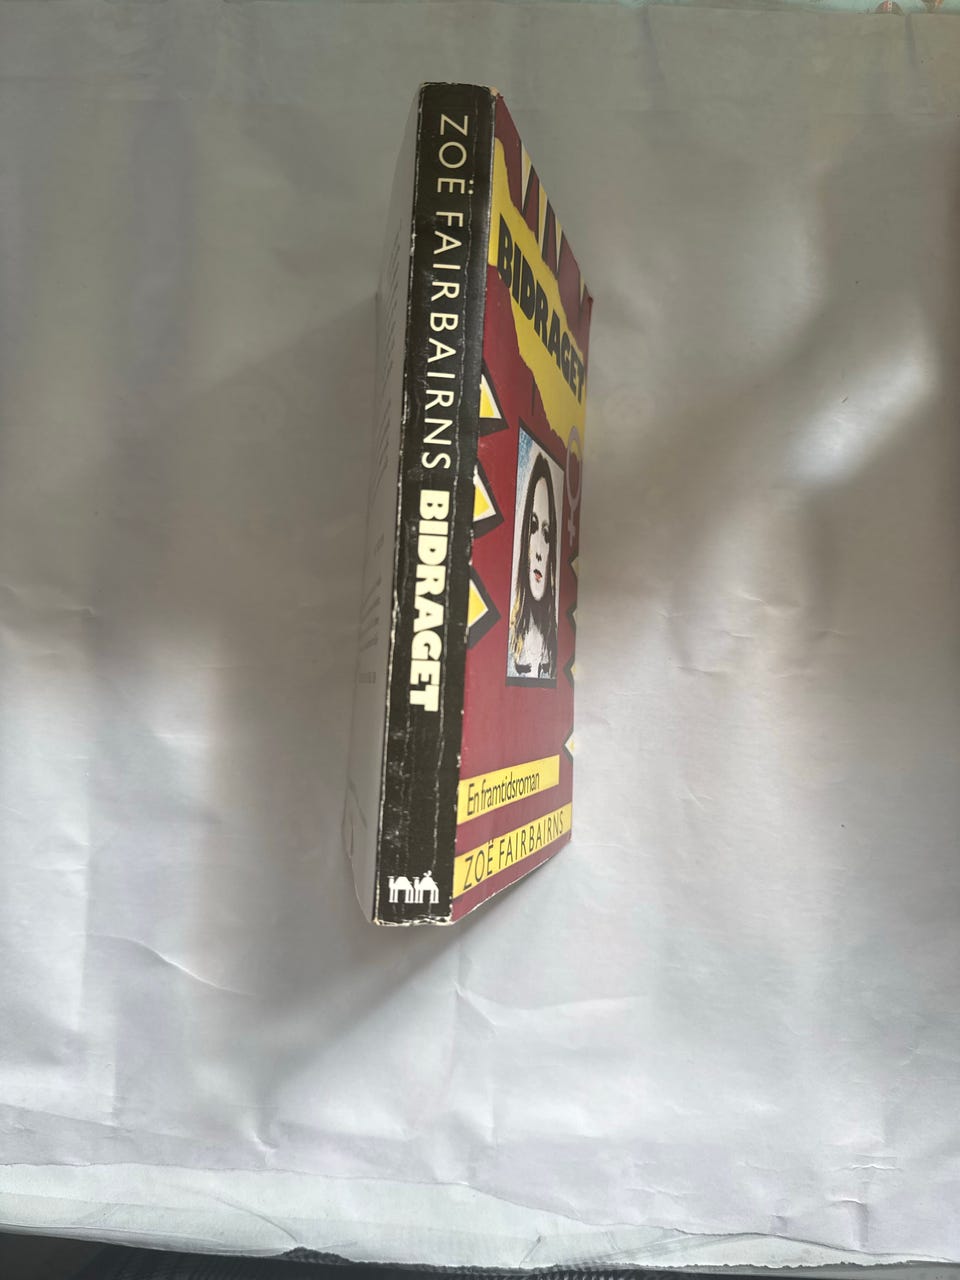 ZOË FAIRBAIRNS BIDRAGET
BIDRAGET
En framtidsroman
ZOË FAIRBAIRNS